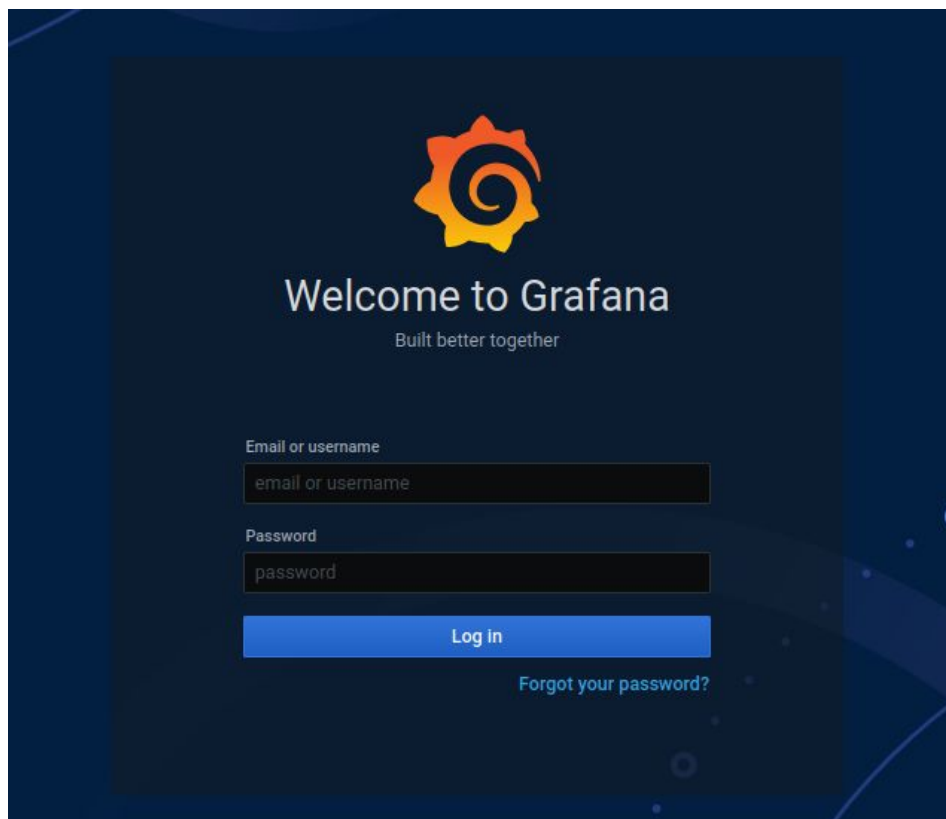 Welcome to Grafana
Built better together
Email or username
email or username
Password
password
Log in
Forgot your password?